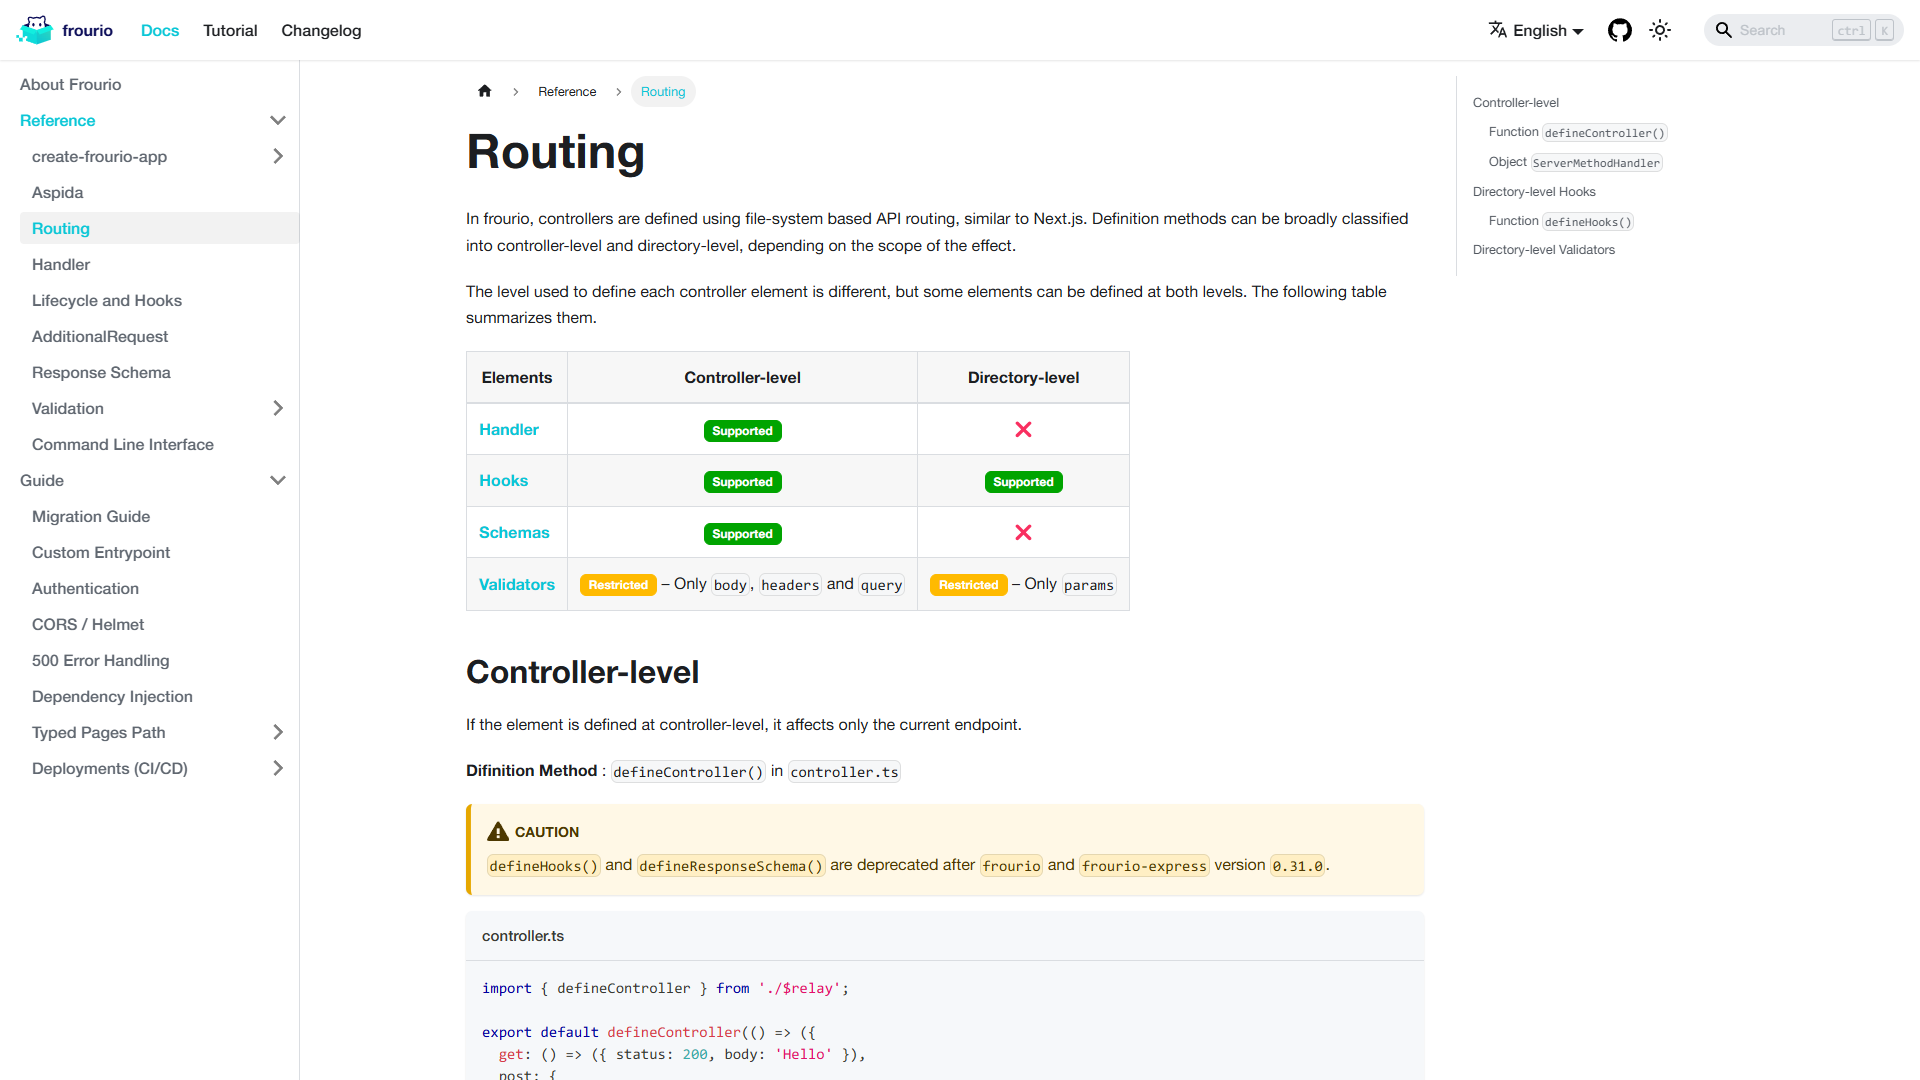 frourio
Docs
Tutorial
Changelog
English
Search
ctrl K
About Frourio
Reference
create-frourio-app
Aspida
Routing
Handler
Lifecycle and Hooks
AdditionalRequest
Response Schema
Validation
Command Line Interface
Guide
Migration Guide
Custom Entrypoint
Authentication
CORS / Helmet
500 Error Handling
Dependency Injection
Typed Pages Path
Deployments (CI/CD)
Reference
Routing
Routing
In frourio, controllers are defined using file-system based API routing, similar to Next.js. Definition methods can be broadly classified
into controller-level and directory-level, depending on the scope of the effect.
The level used to define each controller element is different, but some elements can be defined at both levels. The following table
summarizes them.
Elements Controller-level Directory-level
Handler Supported ❌
Hooks Supported Supported
Schemas Supported ❌
Validators Restricted – Only body, headers and query Restricted – Only params
Controller-level
If the element is defined at controller-level, it affects only the current endpoint.
Difinition Method : defineController() in controller.ts
CAUTION
defineHooks() and defineResponseSchema() are deprecated after frourio and frourio-express version 0.31.0.
controller.ts
import { defineController } from './$relay';
export default defineController(() => ({
get: () => ({ status: 200, body: 'Hello' }),
post: {
Controller-level
Function defineController()
Object ServerMethodHandler
Directory-level Hooks
Function defineHooks()
Directory-level Validators